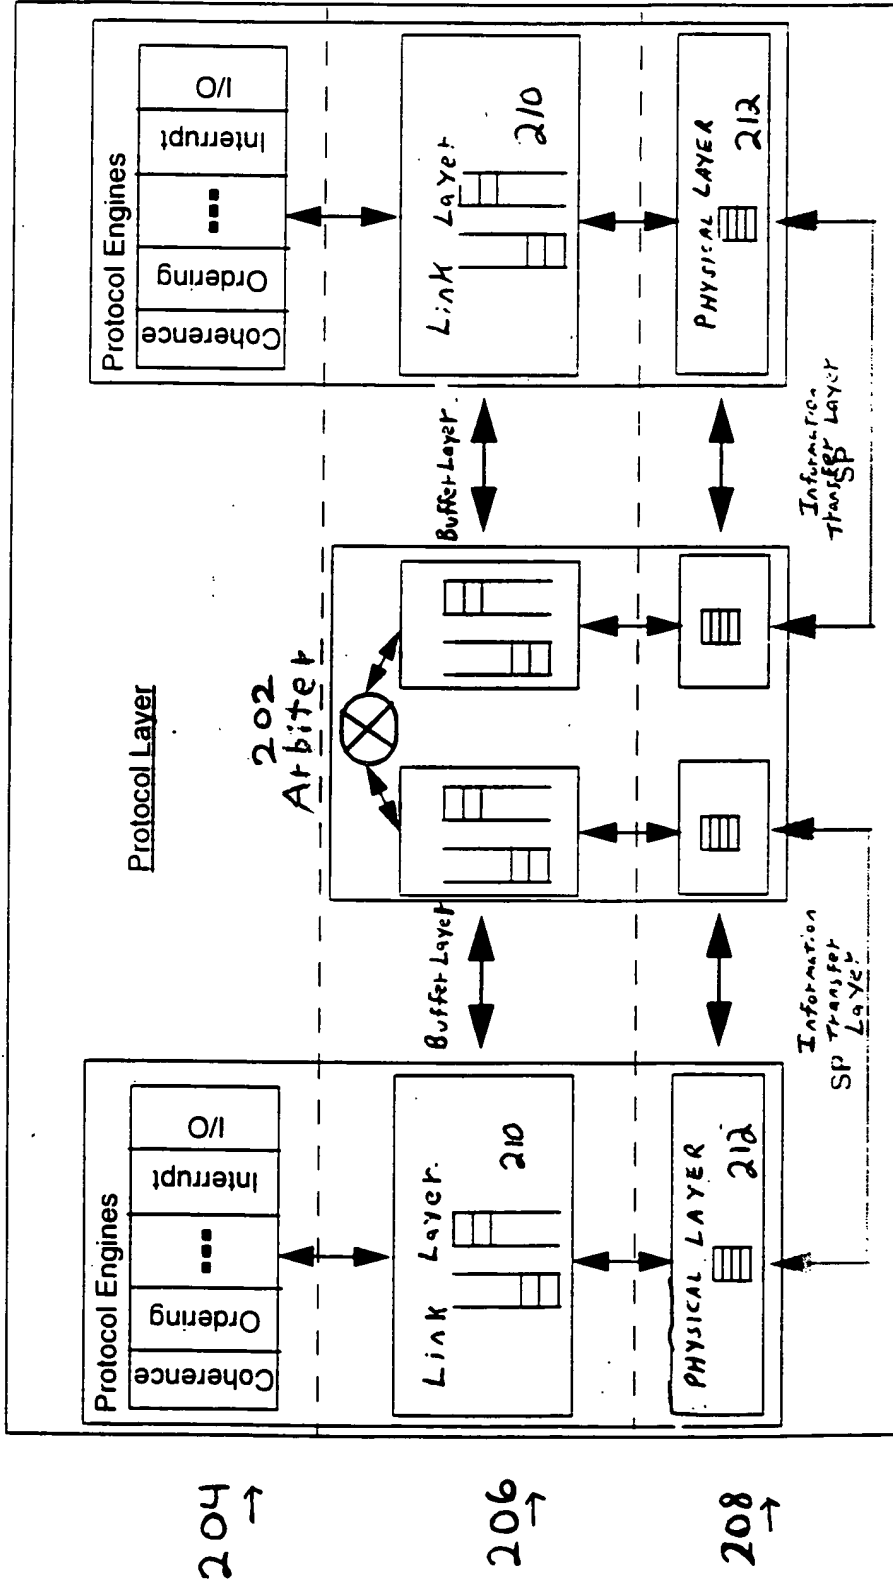 Protocol Layer
Protocol Engines
Coherence
Ordering
Interrupt
I/O
Protocol Engines
Coherence
Ordering
Interrupt
I/O
204
202
Arbiter
Link Layer.
210
Buffer Layer
Buffer Layer.
Link Layer
210
206
PHYSICAL LAYER
212
PHYSICAL LAYER
212
208
Information
SP Transfer
Layer
Information
Transfer Layer
SP